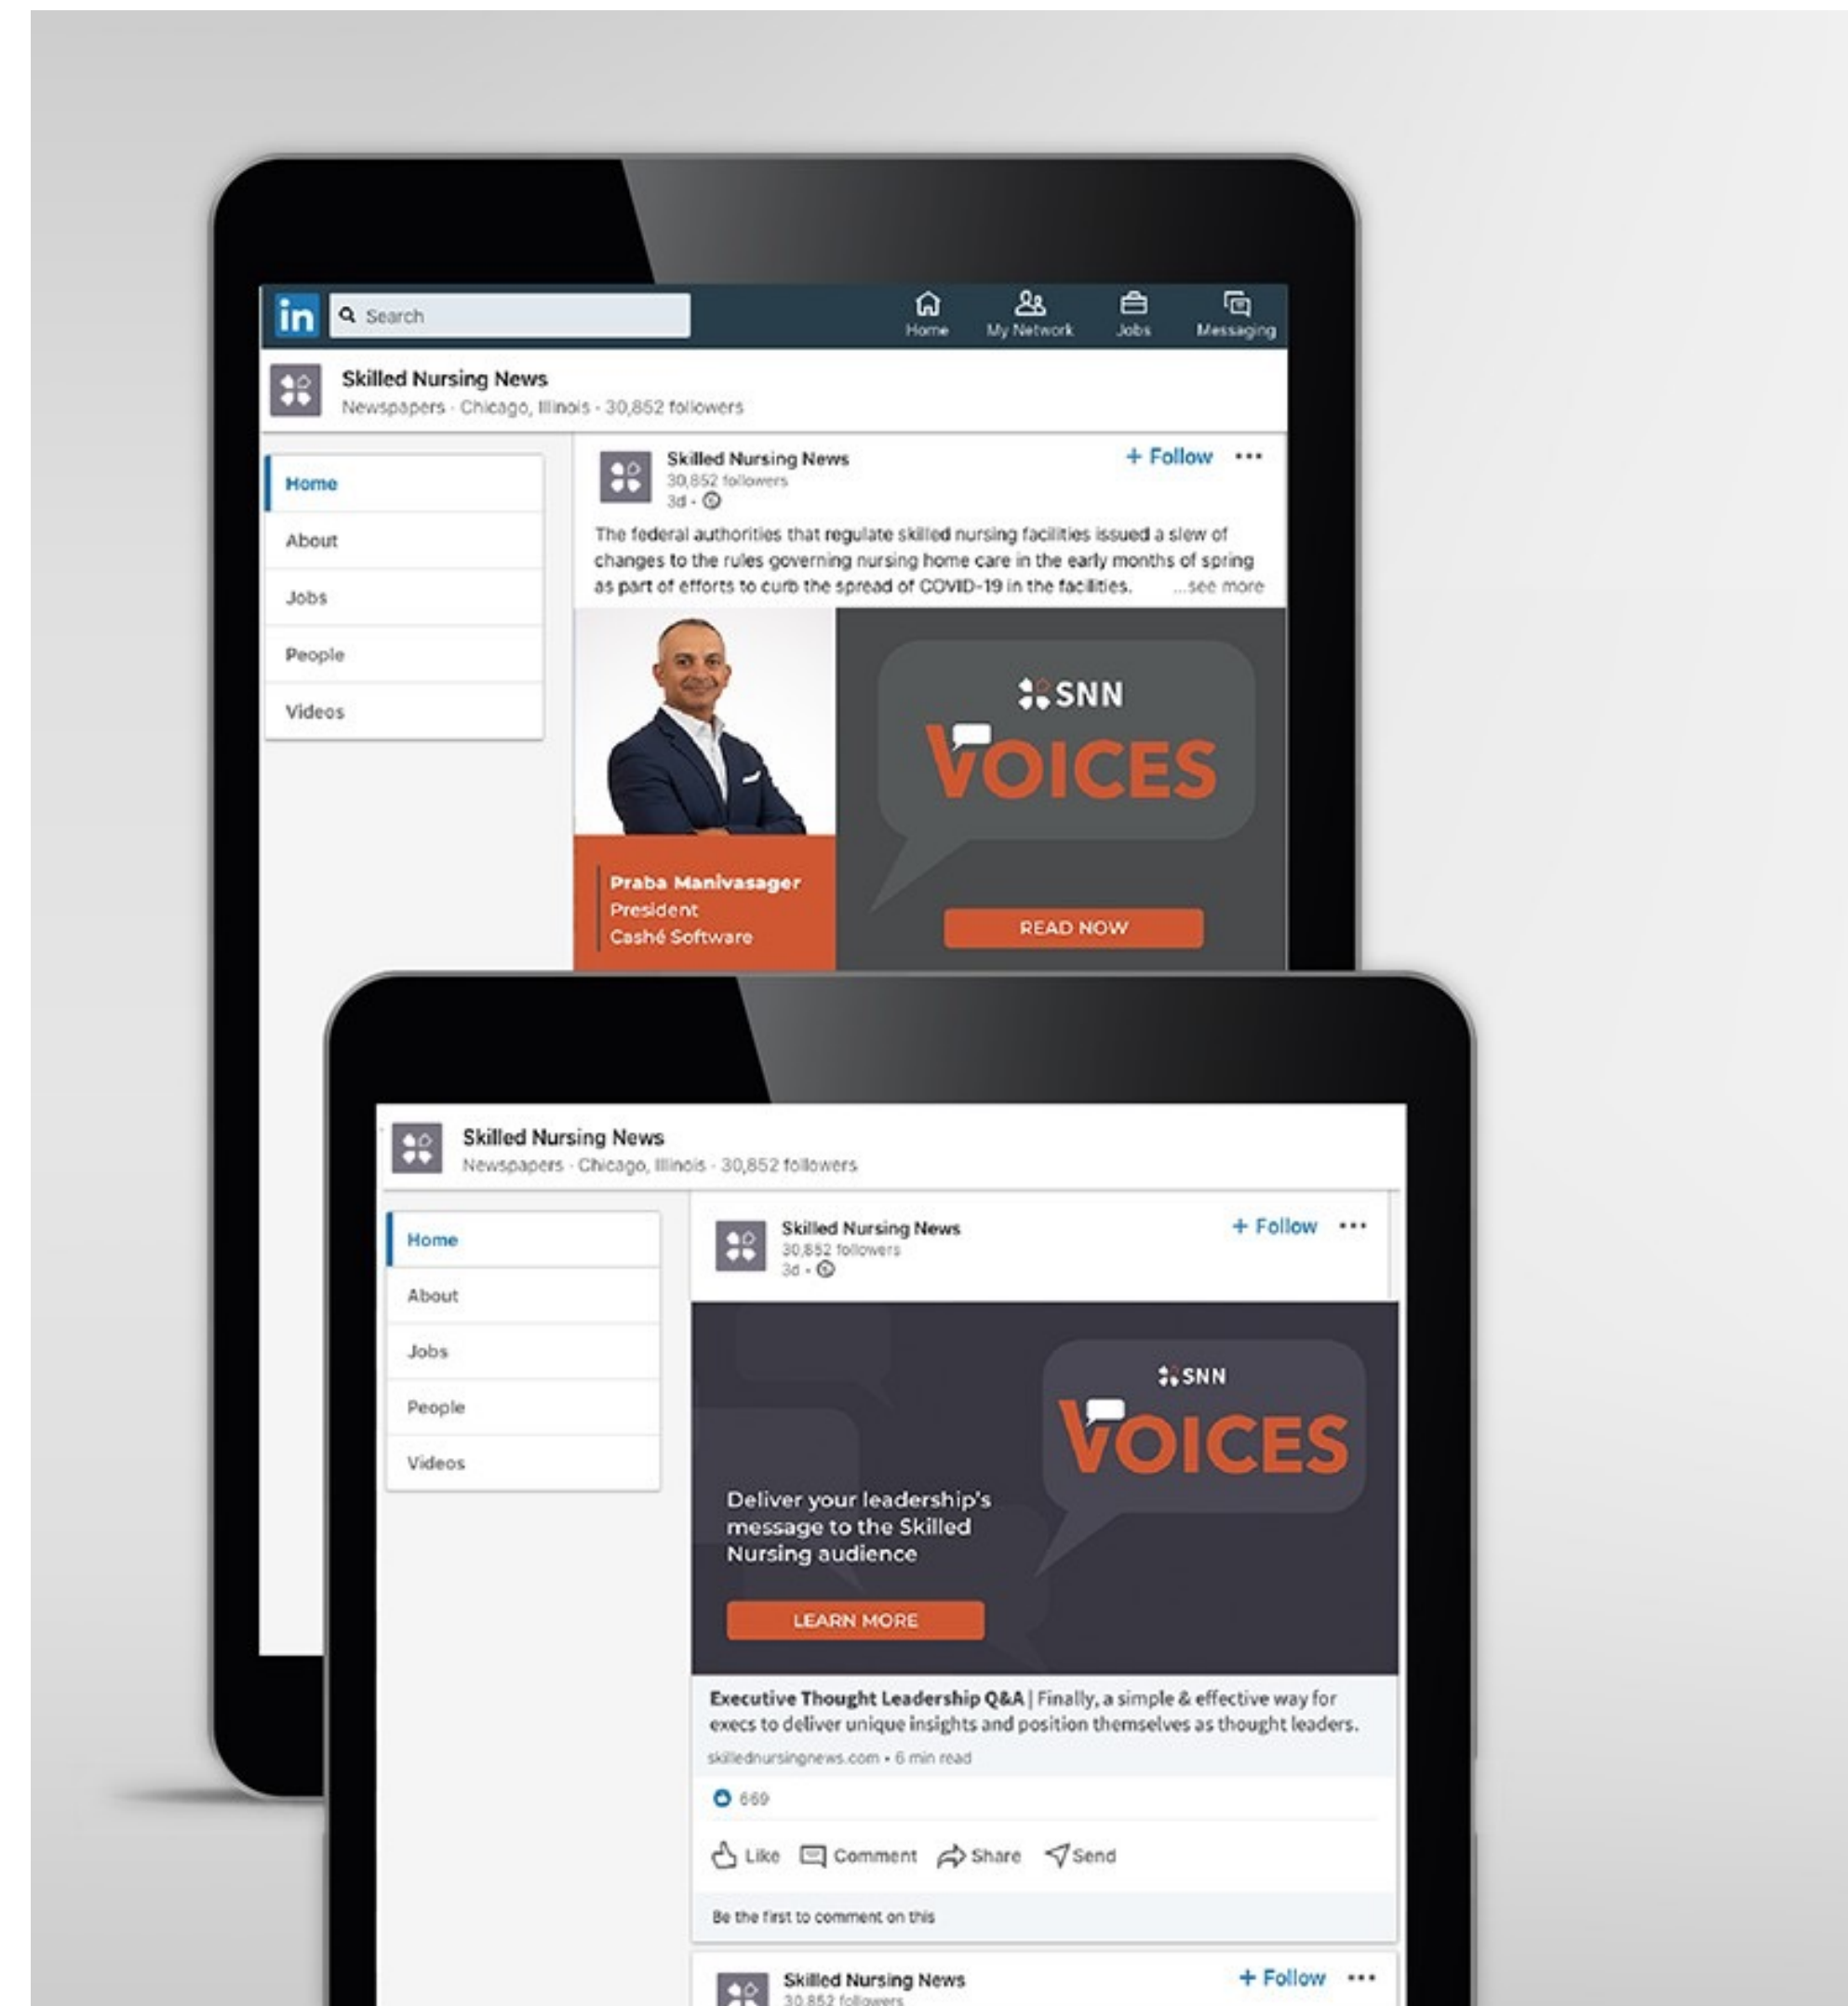 in
Search
Home
My Network
Jobs
Messaging
Skilled Nursing News
Newspapers · Chicago, Illinois · 30,852 followers
Home
About
Jobs
People
Videos
Skilled Nursing News
+ Follow
30,852 followers
3d •
The federal authorities that regulate skilled nursing facilities issued a slew of
changes to the rules governing nursing home care in the early months of spring
as part of efforts to curb the spread of COVID-19 in the facilities. ...see more
SNN
VOICES
Praba Manivasager
President
Cashé Software
READ NOW
Skilled Nursing News
Newspapers · Chicago, Illinois · 30,852 followers
Home
About
Jobs
People
Videos
Skilled Nursing News
+ Follow
30,852 followers
3d •
SNN
VOICES
Deliver your leadership's
message to the Skilled
Nursing audience
LEARN MORE
Executive Thought Leadership Q&A | Finally, a simple & effective way for
execs to deliver unique insights and position themselves as thought leaders.
skillednursingnews.com • 6 min read
669
Like
Comment
Share
Send
Be the first to comment on this
Skilled Nursing News
+ Follow
30,852 followers